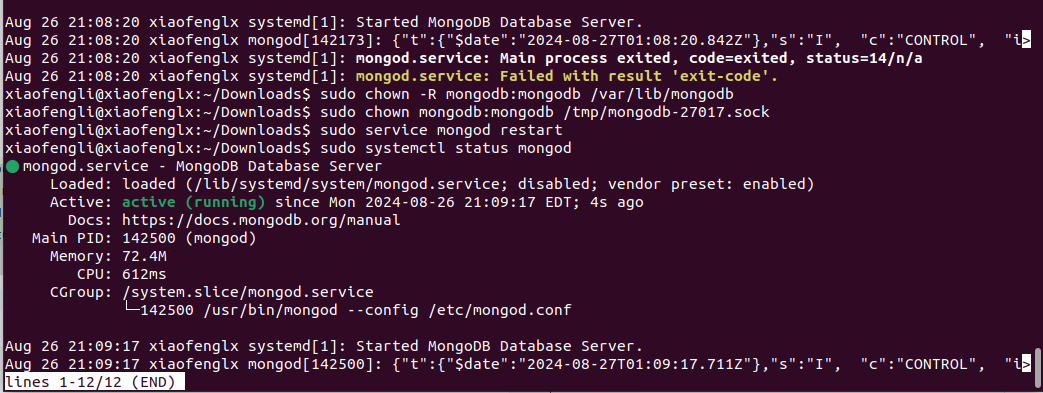 Aug 26 21:08:20 xiaofenglx systemd[1]: Started MongoDB Database Server.
Aug 26 21:08:20 xiaofenglx mongod[142173]: {"t":{"$date":"2024-08-27T01:08:20.842Z"},"s":"I",  "c":"CONTROL",  "i>
Aug 26 21:08:20 xiaofenglx systemd[1]: mongod.service: Main process exited, code=exited, status=14/n/a
Aug 26 21:08:20 xiaofenglx systemd[1]: mongod.service: Failed with result 'exit-code'.
xiaofengli@xiaofenglx:~/Downloads$ sudo chown -R mongodb:mongodb /var/lib/mongodb
xiaofengli@xiaofenglx:~/Downloads$ sudo chown mongodb:mongodb /tmp/mongodb-27017.sock
xiaofengli@xiaofenglx:~/Downloads$ sudo service mongod restart
xiaofengli@xiaofenglx:~/Downloads$ sudo systemctl status mongod
● mongod.service - MongoDB Database Server
     Loaded: loaded (/lib/systemd/system/mongod.service; disabled; vendor preset: enabled)
     Active: active (running) since Mon 2024-08-26 21:09:17 EDT; 4s ago
       Docs: https://docs.mongodb.org/manual
   Main PID: 142500 (mongod)
     Memory: 72.4M
        CPU: 612ms
     CGroup: /system.slice/mongod.service
             └─142500 /usr/bin/mongod --config /etc/mongod.conf
Aug 26 21:09:17 xiaofenglx systemd[1]: Started MongoDB Database Server.
Aug 26 21:09:17 xiaofenglx mongod[142500]: {"t":{"$date":"2024-08-27T01:09:17.711Z"},"s":"I",  "c":"CONTROL",  "i>
lines 1-12/12 (END)